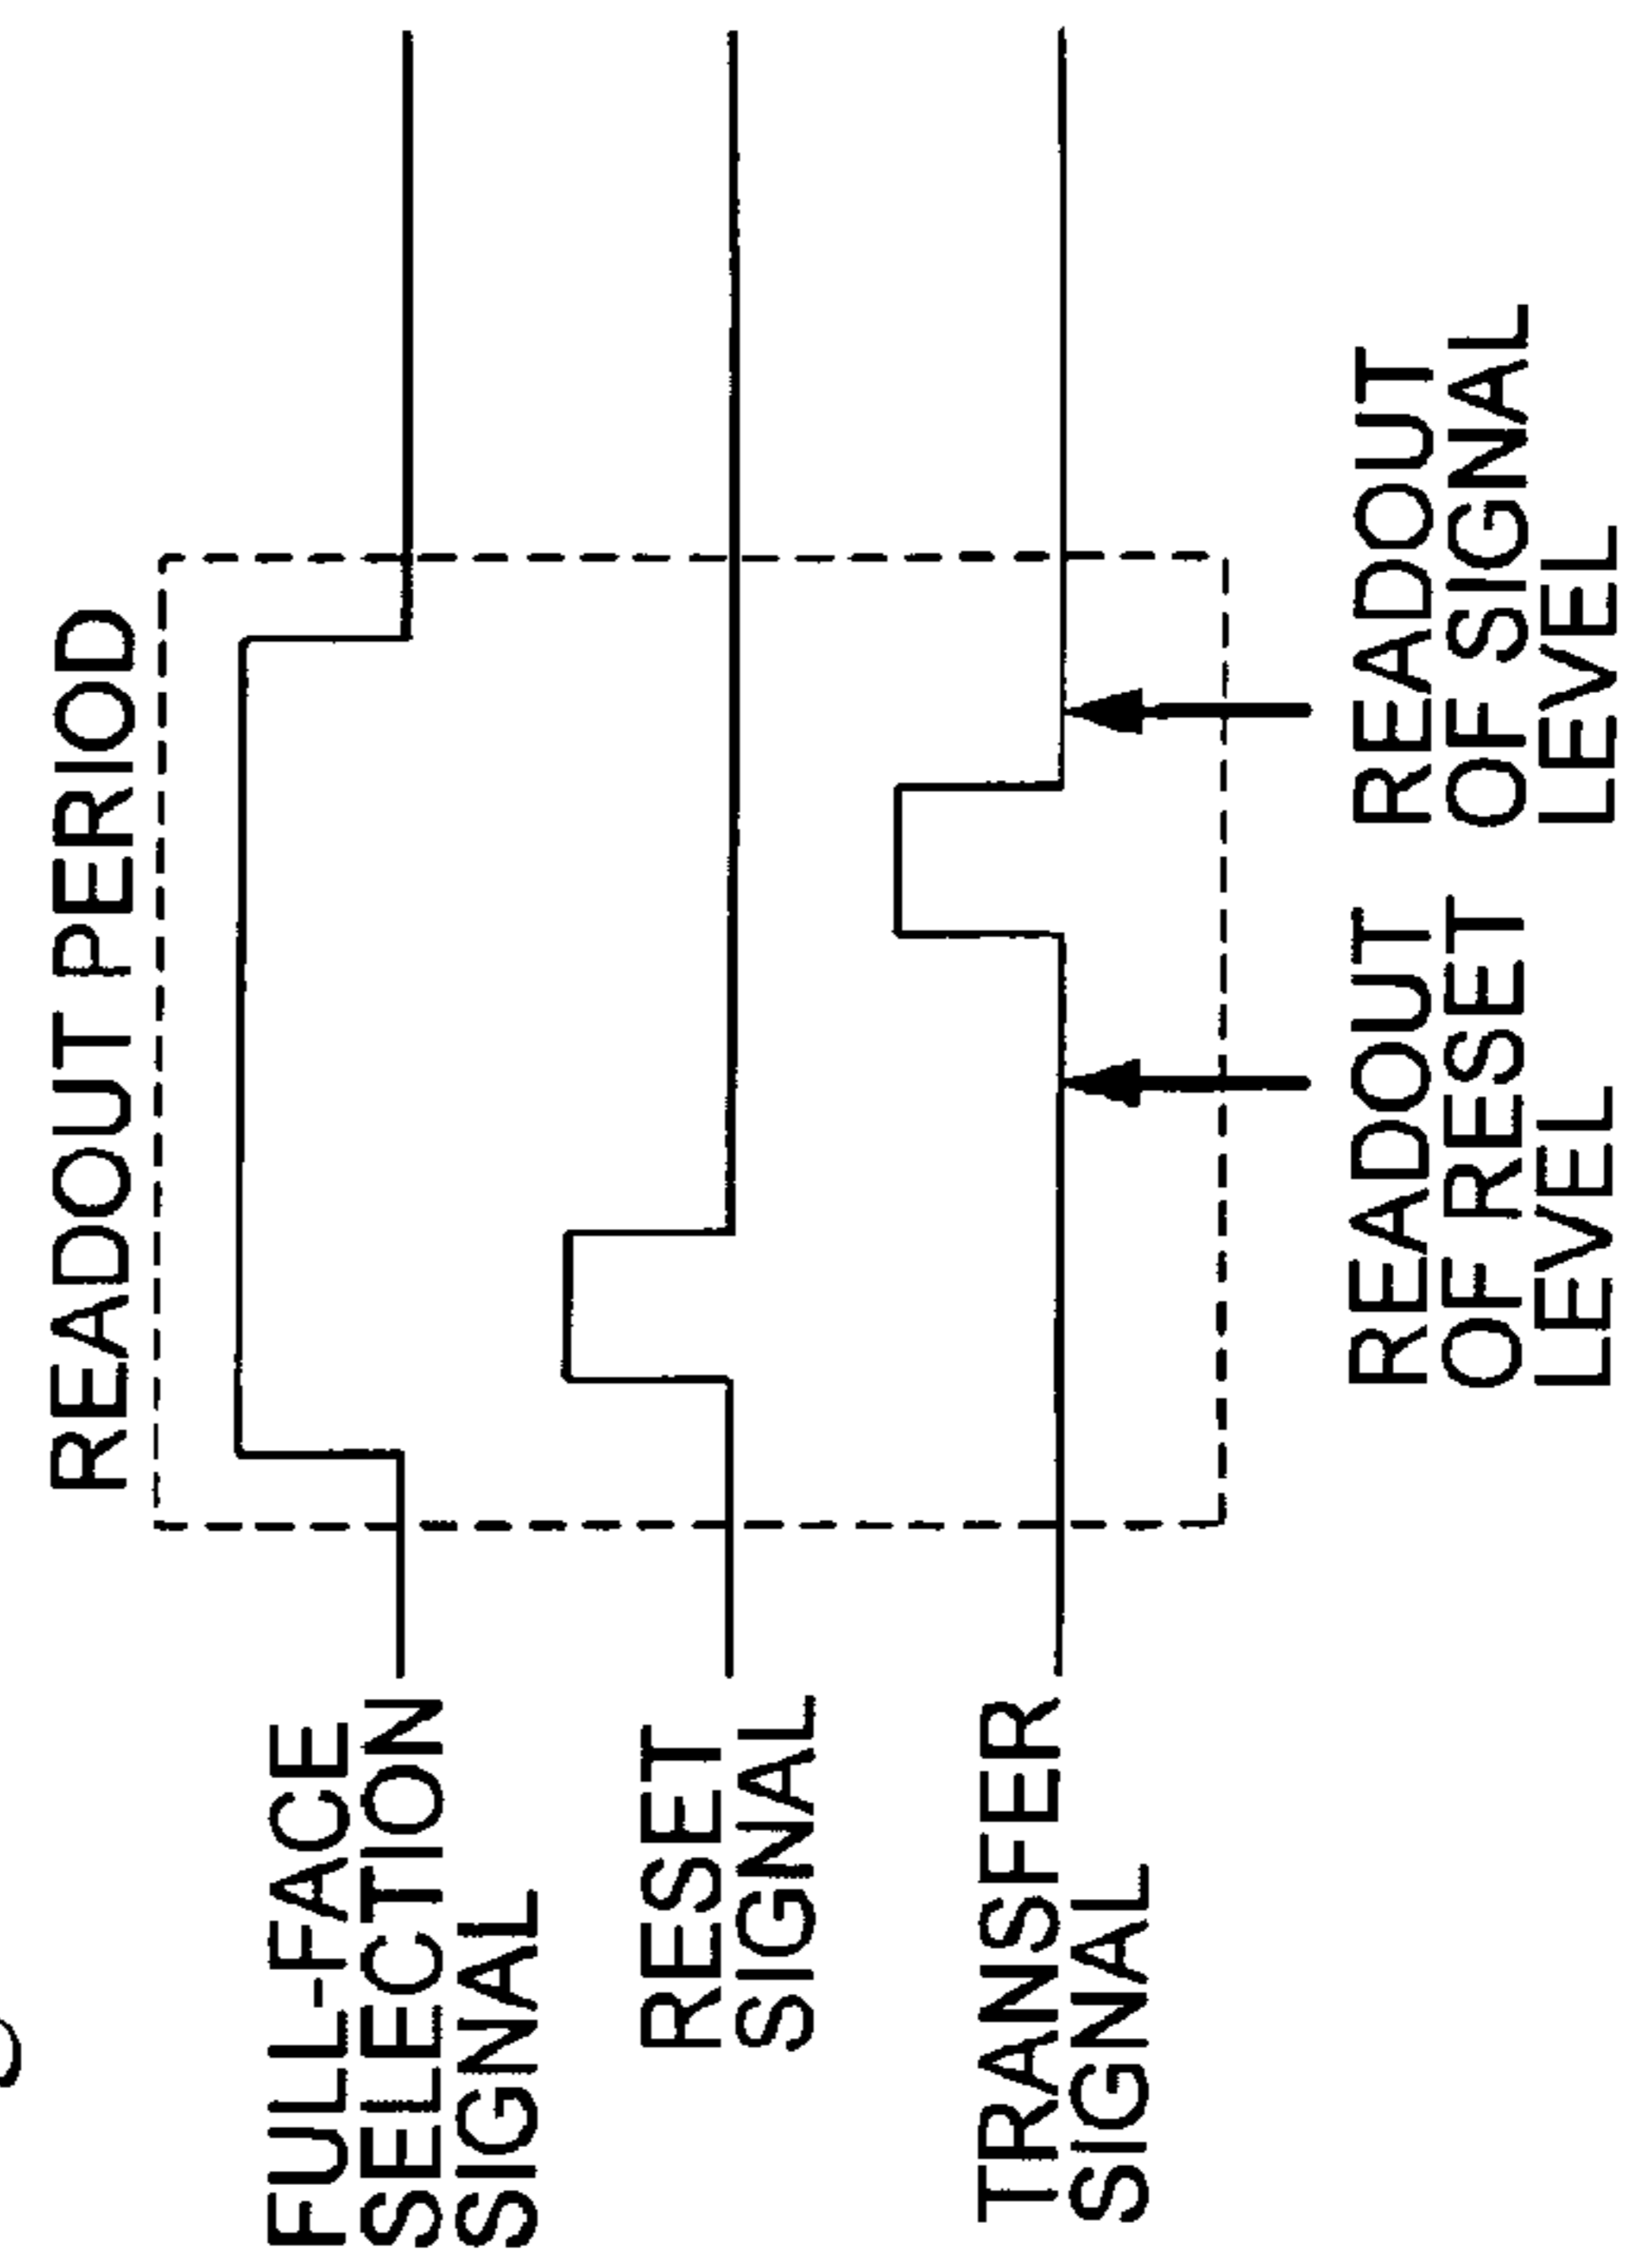 READOUT PERIOD
FULL-FACE
SELECTION
SIGNAL
RESET
SIGNAL
TRANSFER
SIGNAL
READOUT
OF RESET
LEVEL
READOUT
OF SIGNAL
LEVEL